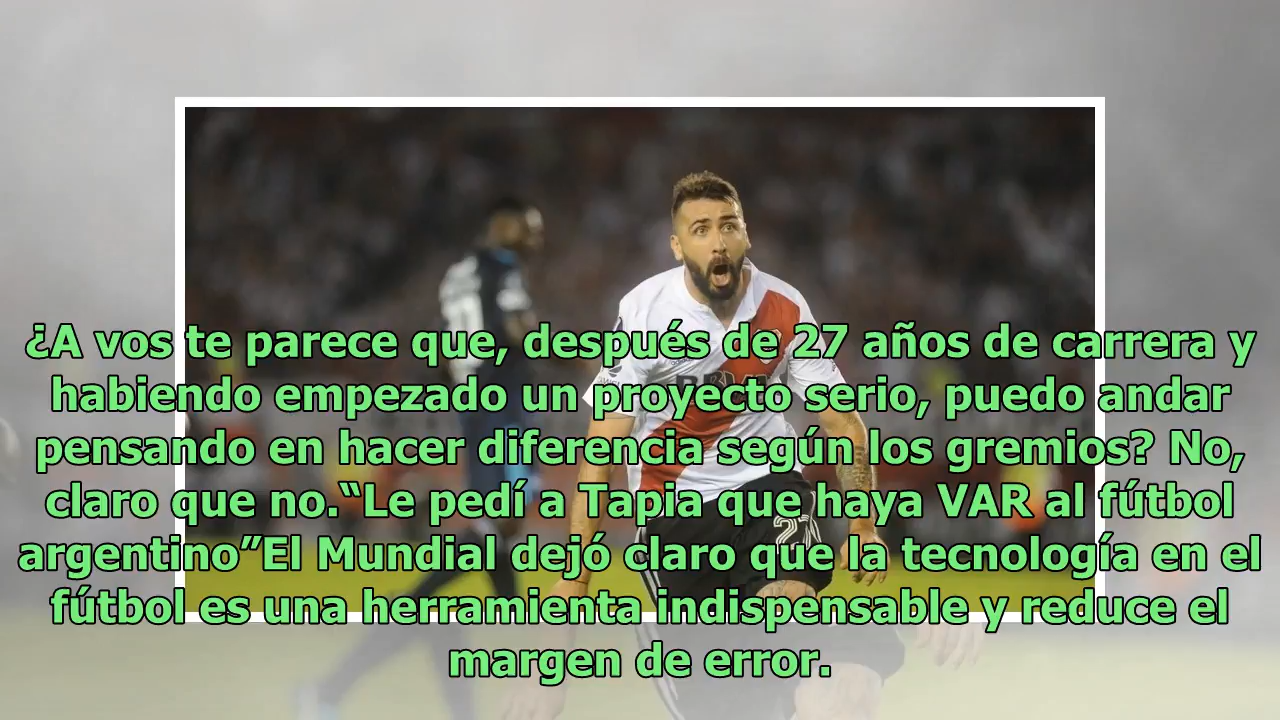 ¿A vos te parece que, después de 27 años de carrera y
habiendo empezado un proyecto serio, puedo andar
pensando en hacer diferencia según los gremios? No,
claro que no.“Le pedí a Tapia que haya VAR al fútbol
argentino”El Mundial dejó claro que la tecnología en el
fútbol es una herramienta indispensable y reduce el
margen de error.